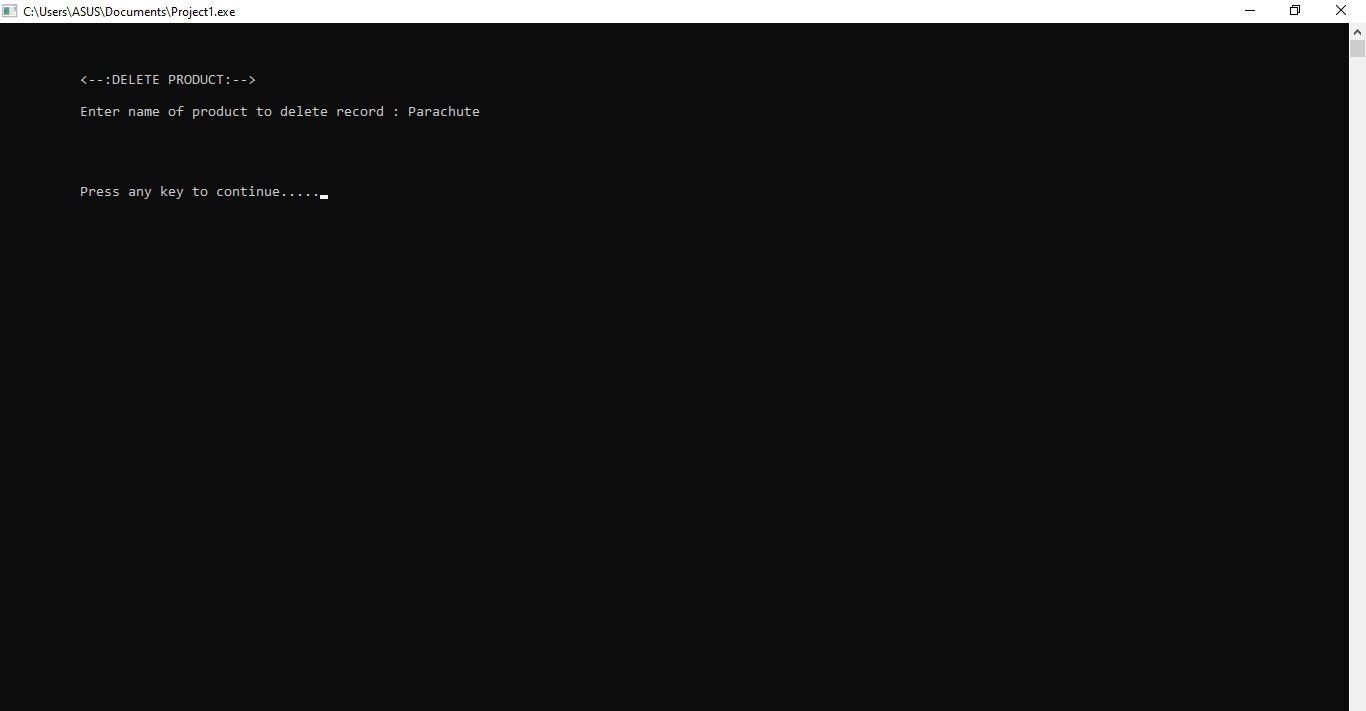 C:\Users\ASUS\Documents\Project1.exe
<--:DELETE PRODUCT:-->
Enter name of product to delete record : Parachute
Press any key to continue.....